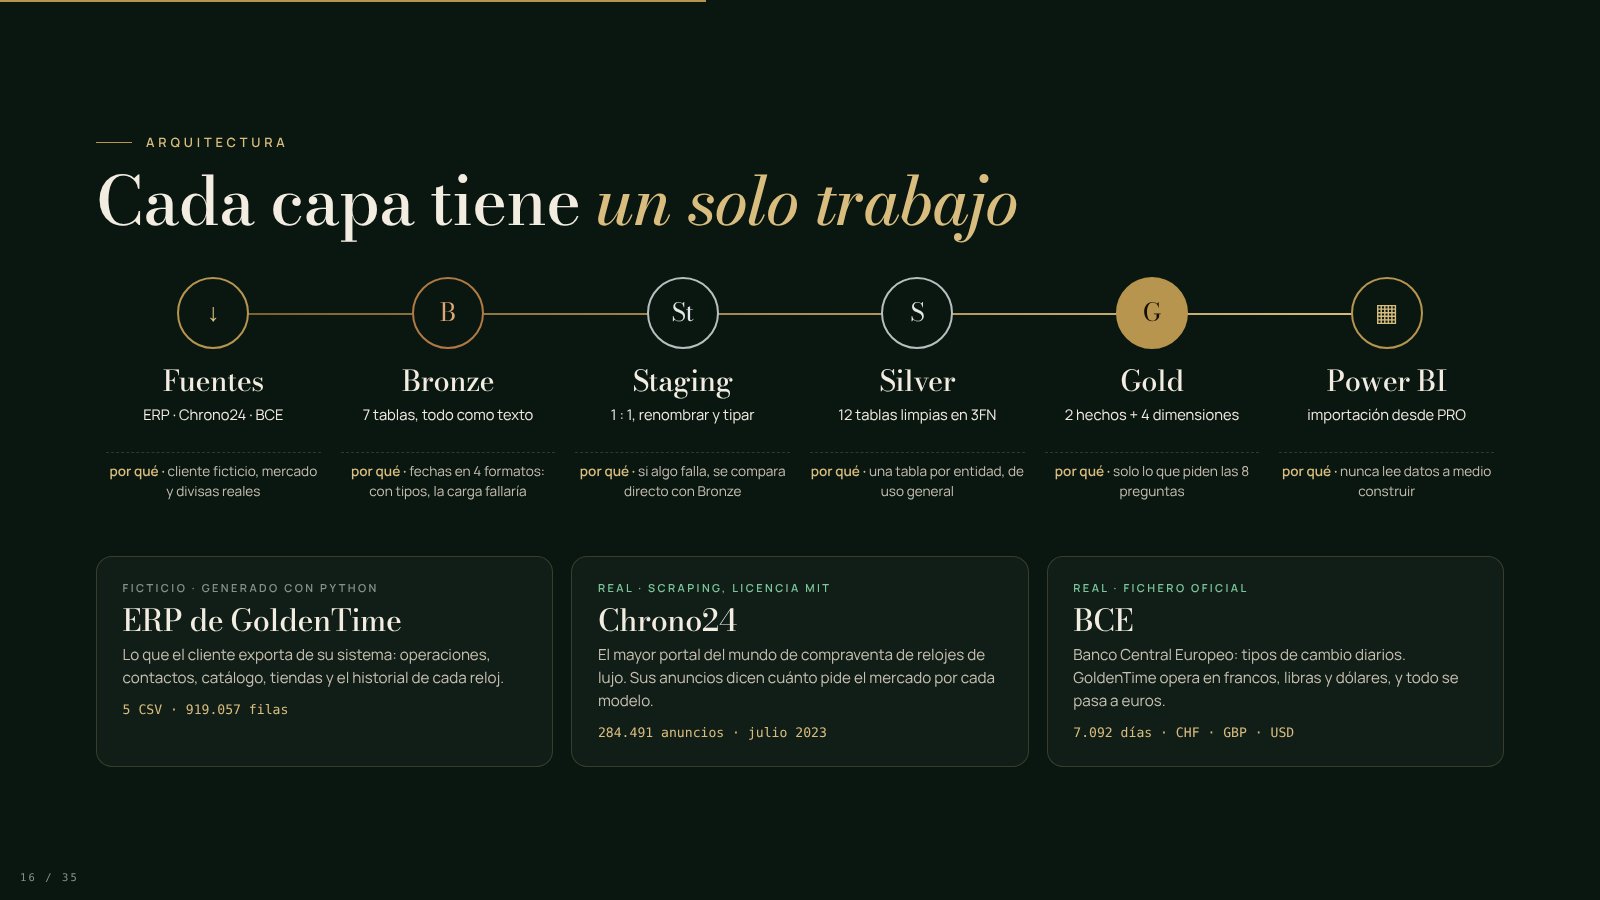 ARQUITECTURA
Cada capa tiene un solo trabajo
↓
B
St
S
G
Fuentes
ERP · Chrono24 · BCE
por qué · cliente ficticio, mercado
y divisas reales
Bronze
7 tablas, todo como texto
por qué · fechas en 4 formatos:
con tipos, la carga fallaría
Staging
1 : 1, renombrar y tipar
por qué · si algo falla, se compara
directo con Bronze
Silver
12 tablas limpias en 3FN
por qué · una tabla por entidad, de
uso general
Gold
2 hechos + 4 dimensiones
por qué · solo lo que piden las 8
preguntas
Power BI
importación desde PRO
por qué · nunca lee datos a medio
construir
FICTICIO · GENERADO CON PYTHON
ERP de GoldenTime
Lo que el cliente exporta de su sistema: operaciones,
contactos, catálogo, tiendas y el historial de cada reloj.
5 CSV · 919.057 filas
REAL · SCRAPING, LICENCIA MIT
Chrono24
El mayor portal del mundo de compraventa de relojes de
lujo. Sus anuncios dicen cuánto pide el mercado por cada
modelo.
284.491 anuncios · julio 2023
REAL · FICHERO OFICIAL
BCE
Banco Central Europeo: tipos de cambio diarios.
GoldenTime opera en francos, libras y dólares, y todo se
pasa a euros.
7.092 días · CHF · GBP · USD
16 / 35